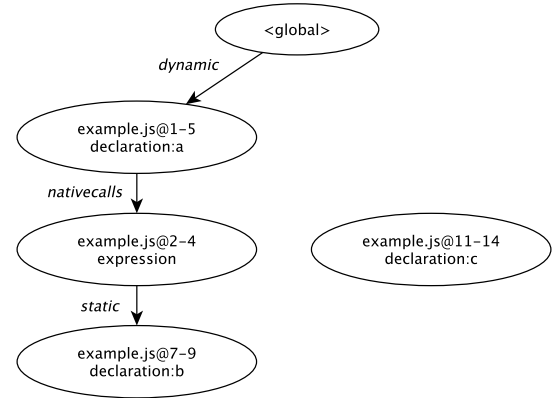 <global>
dynamic
example.js@1-5
declaration:a
nativecalls
example.js@2-4
expression
example.js@11-14
declaration:c
static
example.js@7-9
declaration:b